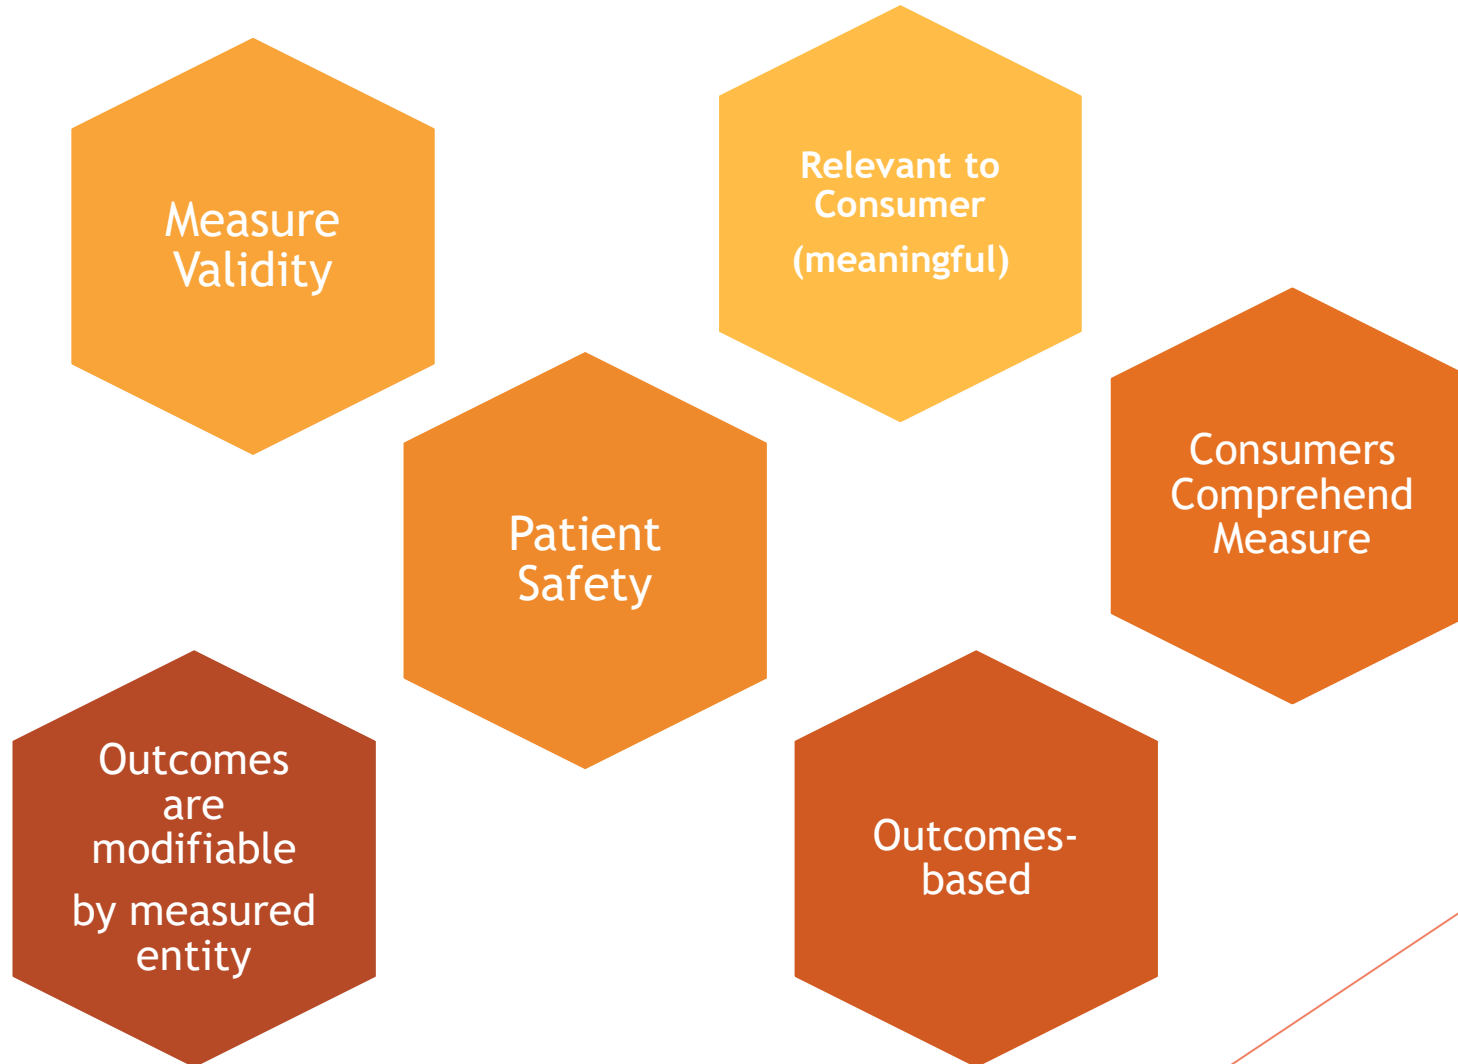 Measure
Validity
Relevant to
Consumer
(meaningful)
Patient
Safety
Consumers
Comprehend
Measure
Outcomes
are
modifiable
by measured
entity
Outcomes-
based